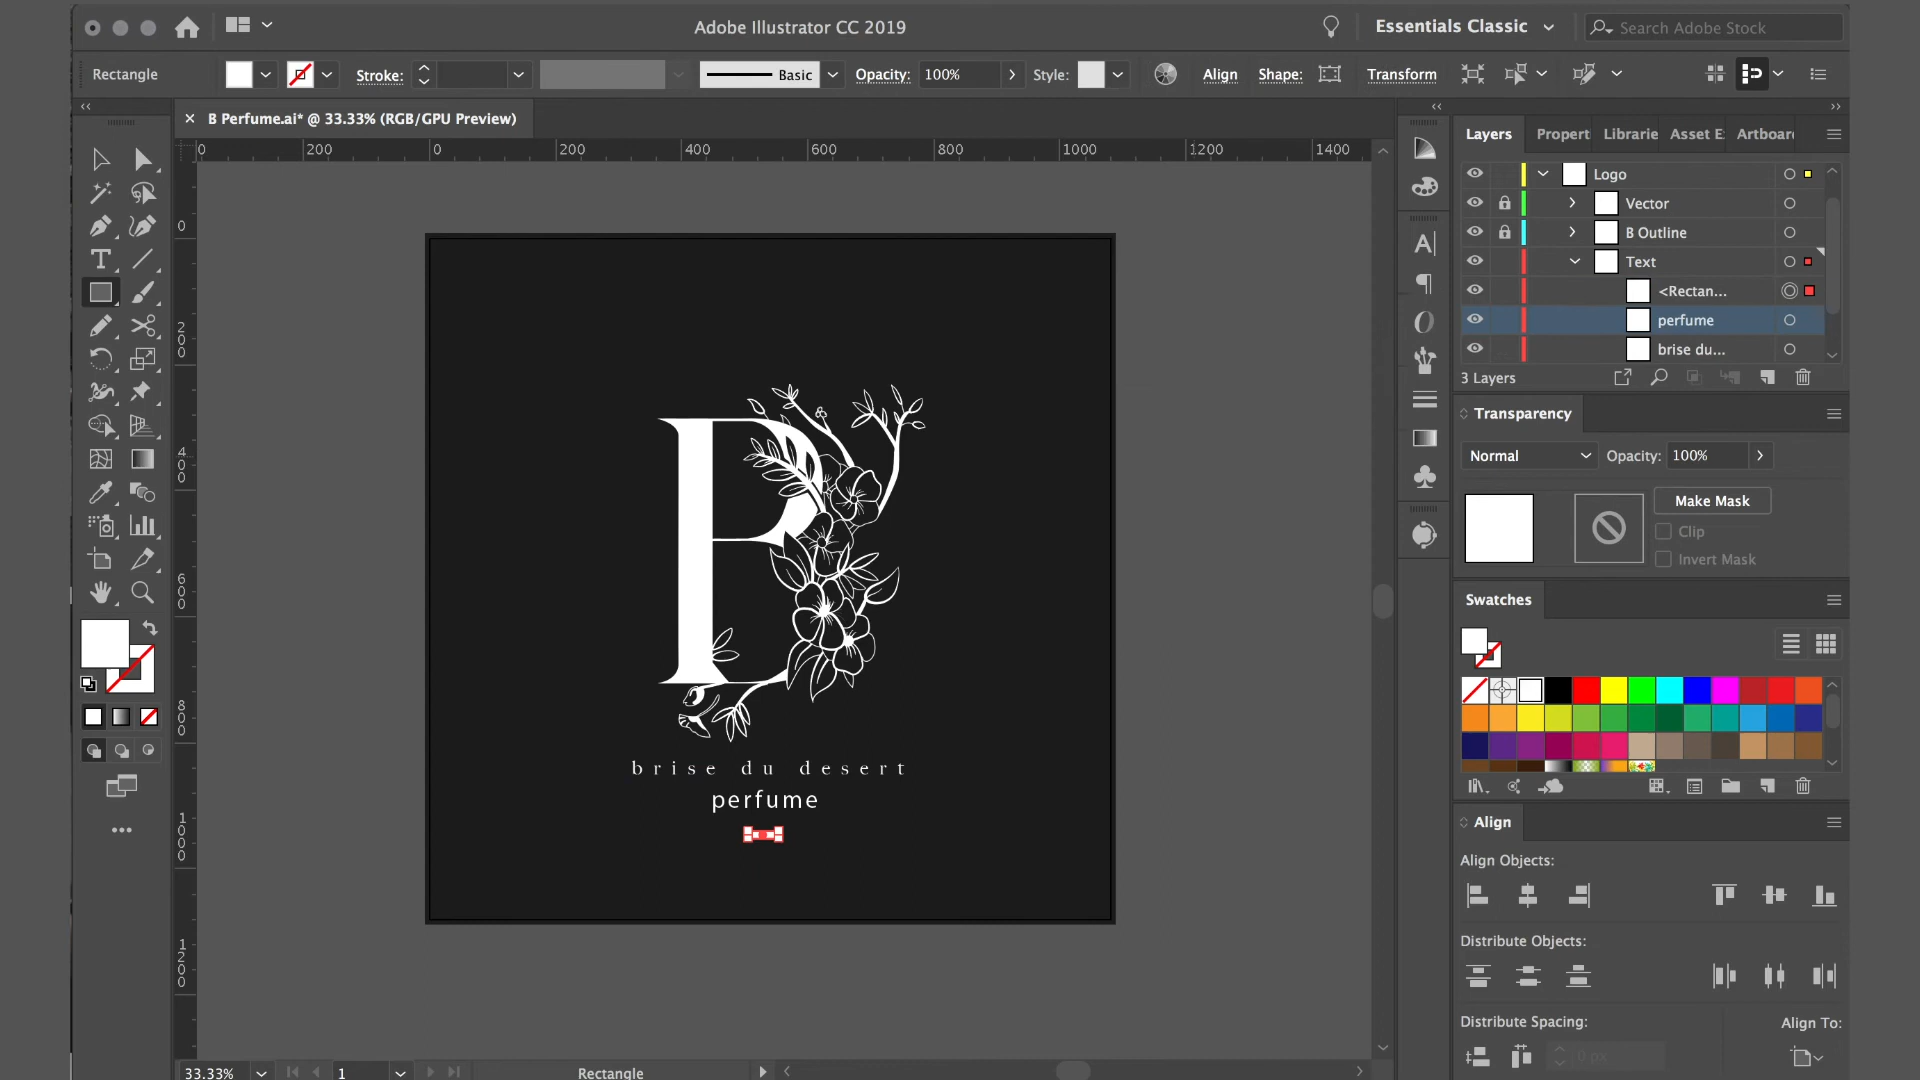 Adobe Illustrator CC 2019
Essentials Classic
Search Adobe Stock
Rectangle
Stroke:
Basic
Opacity:
100%
Style:
Align
Shape:
Transform
B Perfume.ai* @ 33.33% (RGB/GPU Preview)
0
200
0
200
400
600
800
1000
1200
1400
0
200
400
600
800
1000
1200
brise du desert
perfume
33.33%
1
Rectangle
Layers
Propert
Librarie
Asset E
Artboar
Logo
Vector
B Outline
Text
<Rectan...
perfume
brise du...
3 Layers
Transparency
Normal
Opacity:
100%
Make Mask
Clip
Invert Mask
Swatches
Align
Align Objects:
Distribute Objects:
Distribute Spacing:
Align To:
0 px